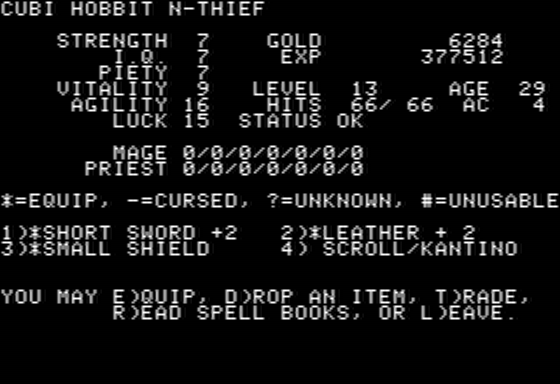 CUBI HOBBIT N-THIEF
STRENGTH 7 GOLD 6284
I.Q. 7 EXP 377512
PIETY 7
VITALITY 9 LEVEL 13 AGE 29
AGILITY 16 HITS 66/ 66 AC 4
LUCK 15 STATUS OK
MAGE 0/0/0/0/0/0/0
PRIEST 0/0/0/0/0/0/0
*=EQUIP, -=CURSED, ?=UNKNOWN, #=UNUSABLE
1)*SHORT SWORD +2 2)*LEATHER + 2
3)*SMALL SHIELD 4) SCROLL/KANTINO
YOU MAY E)QUIP, D)ROP AN ITEM, T)RADE,
R)EAD SPELL BOOKS, OR L)EAVE.